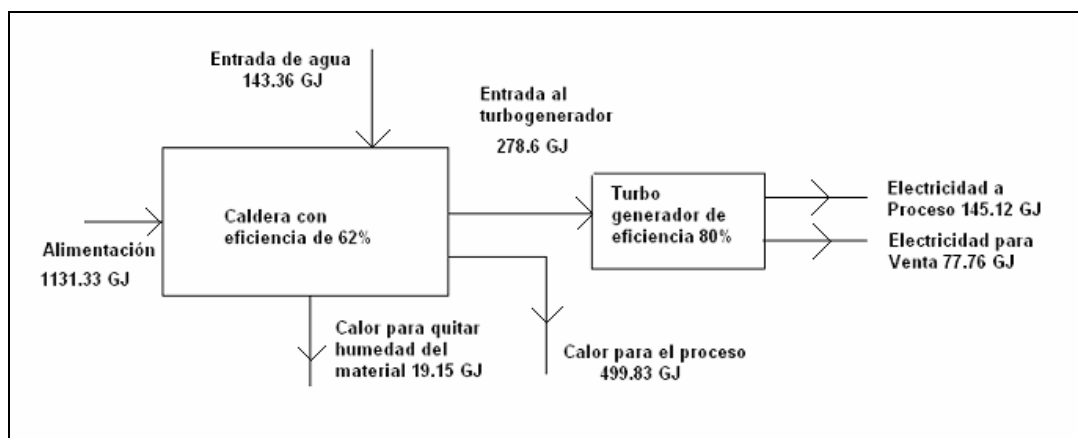 Entrada de agua
143.36 GJ
Entrada al
turbogenerador
278.6 GJ
Caldera con
eficiencia de 62%
Turbo
generador de
eficiencia 80%
Electricidad a
Proceso 145.12 GJ
Electricidad para
Venta 77.76 GJ
Alimentación
1131.33 GJ
Calor para quitar
humedad del
material 19.15 GJ
Calor para el proceso
499.83 GJ